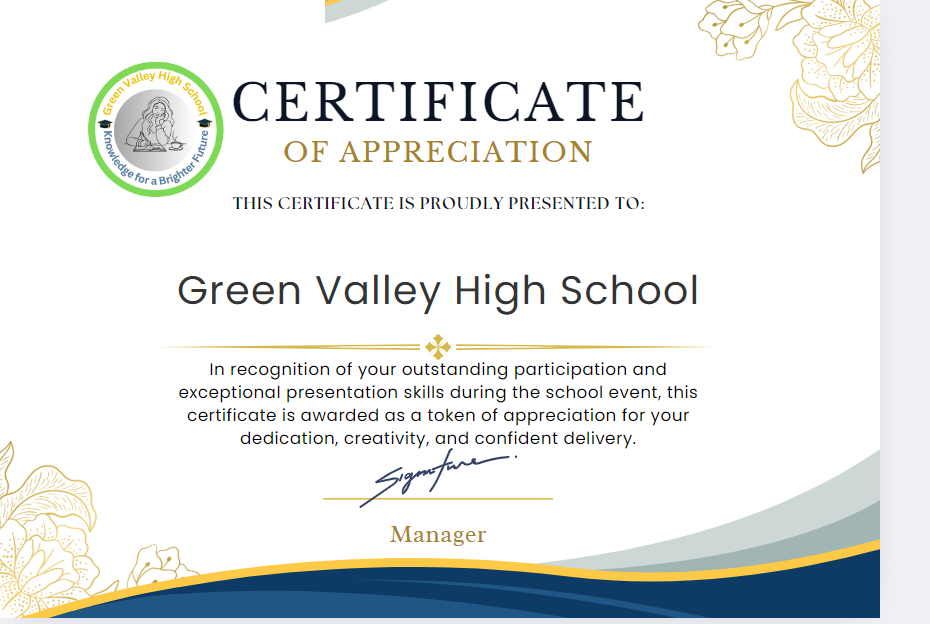 Green Valley High School
Knowledge for a Brighter Future
CERTIFICATE
OF APPRECIATION
THIS CERTIFICATE IS PROUDLY PRESENTED TO:
Green Valley High School
In recognition of your outstanding participation and
exceptional presentation skills during the school event, this
certificate is awarded as a token of appreciation for your
dedication, creativity, and confident delivery.
Signature
Manager